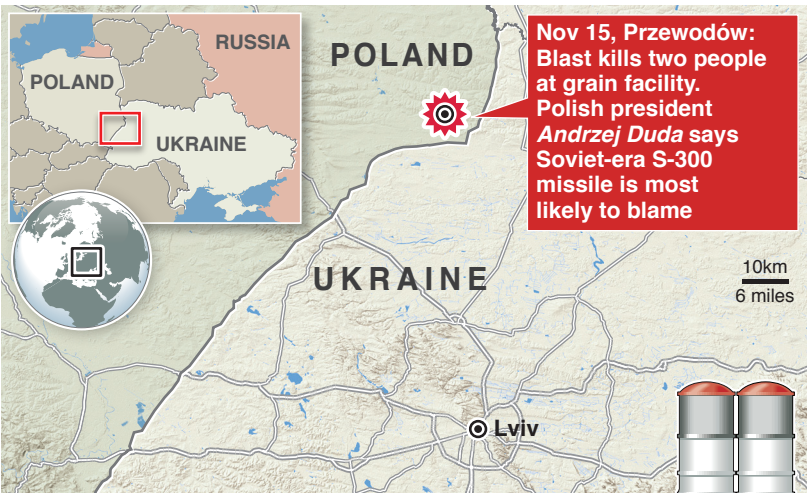 RUSSIA
POLAND
UKRAINE
POLAND
Nov 15, Przewodów:
Blast kills two people
at grain facility.
Polish president
Andrzej Duda says
Soviet-era S-300
missile is most
likely to blame
UKRAINE
10km
6 miles
Lviv